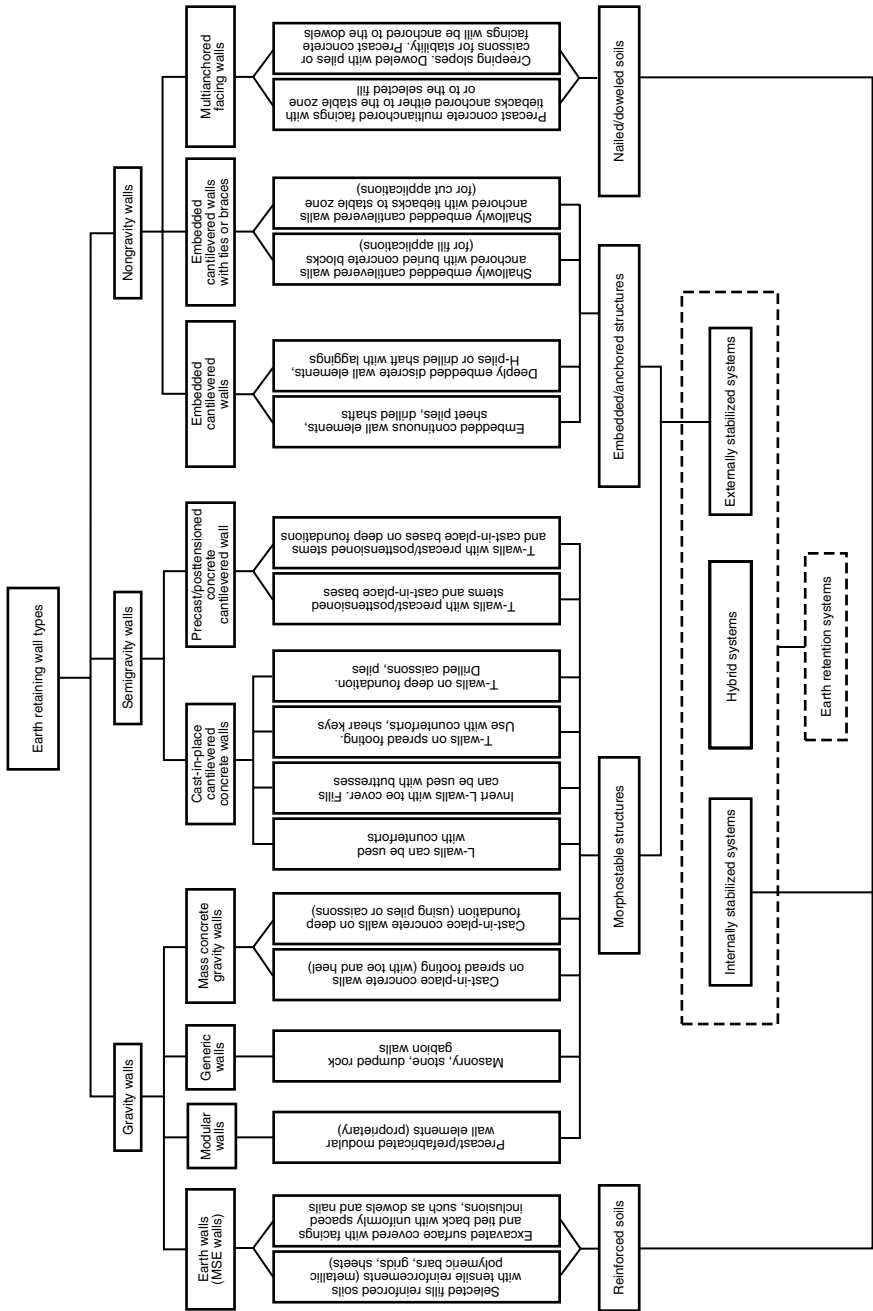 Earth retaining wall types
Gravity walls
Semigravity walls
Nongravity walls
Earth walls
(MSE walls)
Modular
walls
Generic
walls
Mass concrete
gravity walls
Cast-in-place
cantilevered
concrete walls
Precast/posttensioned
concrete
cantilevered wall
Embedded
cantilevered
walls
Embedded
cantilevered walls
with ties or braces
Multianchored
facing walls
Selected fills reinforced soils
with tensile reinforcements (metallic
polymeric bars, grids, sheets)
Excavated surface covered with facings
and tied back with uniformly spaced
inclusions, such as dowels and nails
Precast/prefabricated modular
wall elements (proprietary)
Masonry, stone, dumped rock
gabion walls
Cast-in-place concrete walls
on spread footing (with toe and heel)
Cast-in-place concrete walls on deep
foundation (using piles or caissons)
L-walls can be used
with counterforts
Invert L-walls with toe cover. Fills
can be used with buttresses
T-walls on spread footing.
Use with counterforts, shear keys
T-walls on deep foundation.
Drilled caissons, piles
T-walls with precast/posttensioned
stems and cast-in-place bases
T-walls with precast/posttensioned stems
and cast-in-place bases on deep foundations
Embedded continuous wall elements,
sheet piles, drilled shafts
Deeply embedded discrete wall elements,
H-piles or drilled shaft with laggings
Shallowly embedded cantilevered walls
anchored with buried concrete blocks
(for fill applications)
Shallowly embedded cantilevered walls
anchored with tiebacks to stable zone
(for cut applications)
Precast concrete multianchored facings with
tiebacks anchored either to the stable zone
or to the selected
fill
Creeping slopes. Doweled with piles or
caissons for stability. Precast concrete
facings will be anchored to the dowels
Reinforced soils
Morphostable structures
Embedded/anchored structures
Nailed/doweled soils
Internally stabilized systems
Hybrid systems
Externally stabilized systems
Earth retention systems